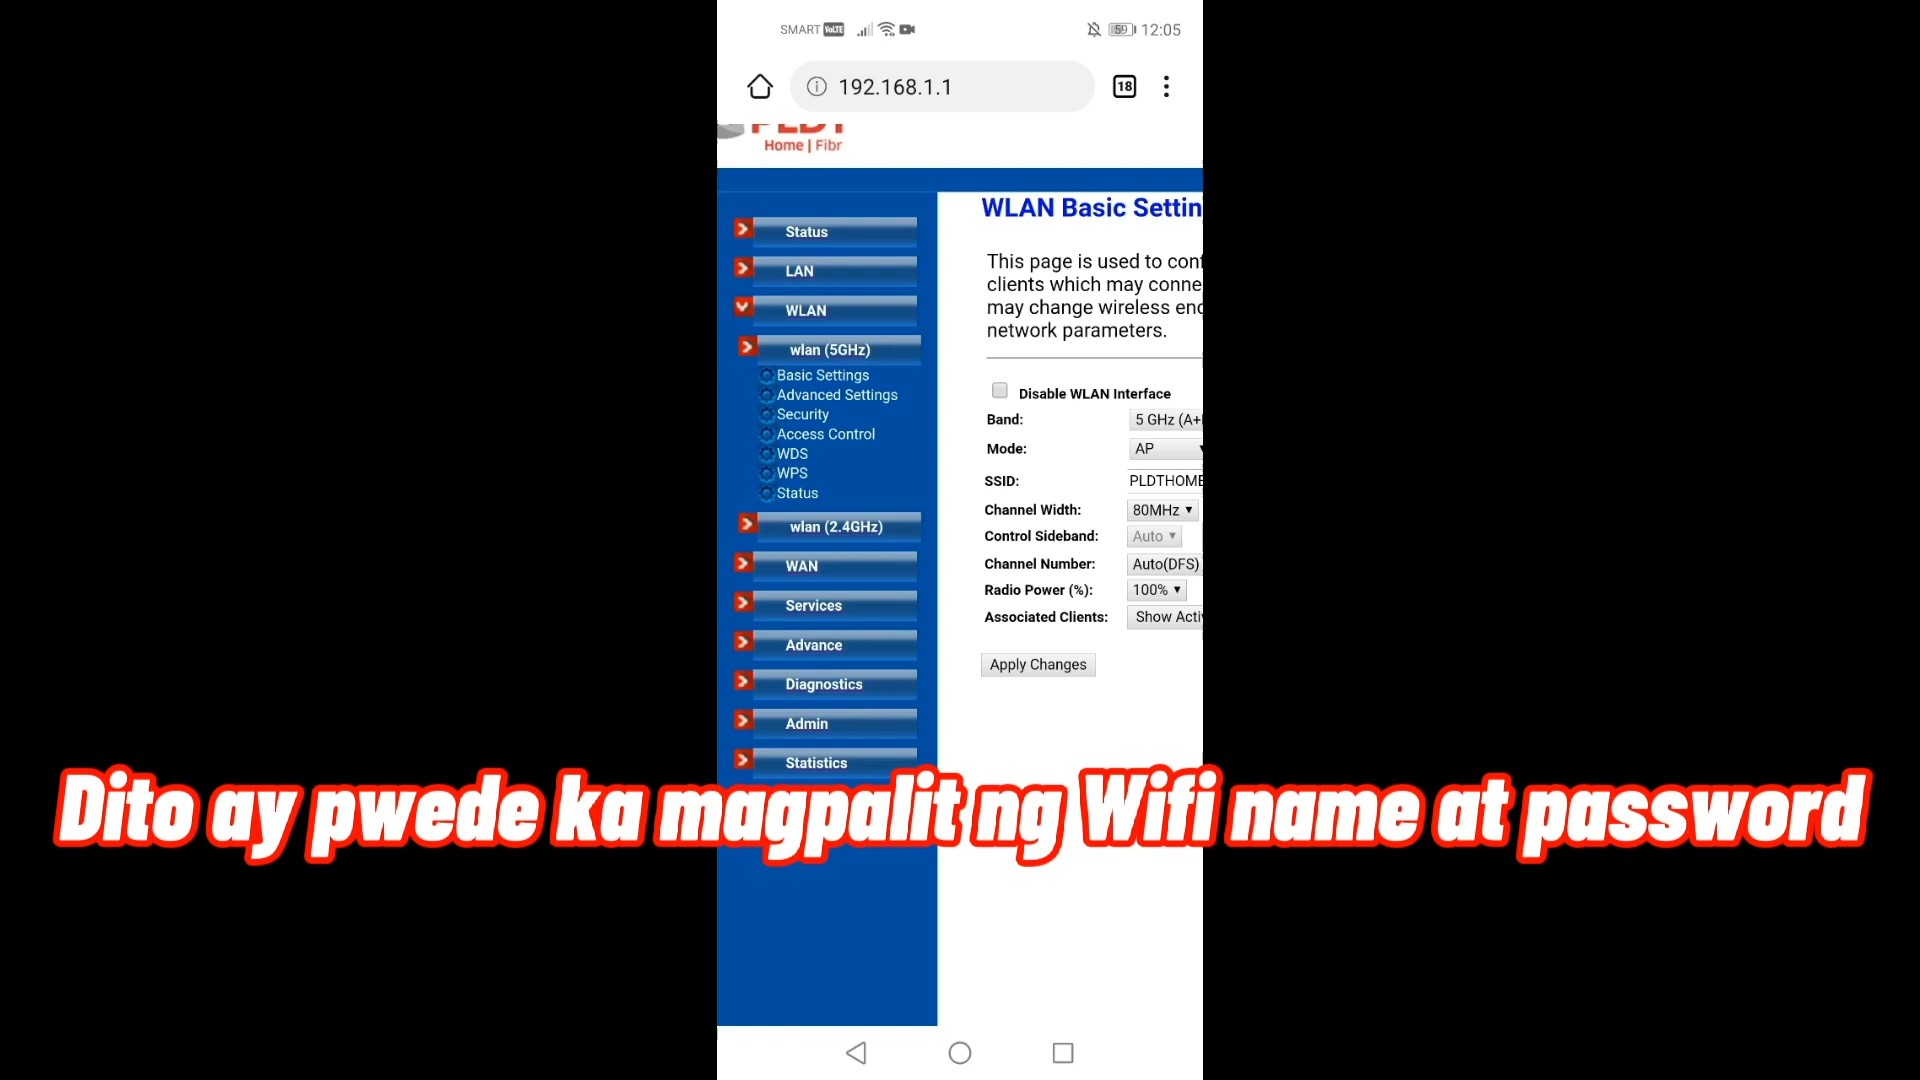 SMART VoLTE 59 12:05
192.168.1.1 18
PLDT
Home | Fibr
WLAN Basic Settin
This page is used to con
clients which may conne
may change wireless enc
network parameters.
Status
LAN
WLAN
wlan (5GHz)
Basic Settings
Advanced Settings
Security
Access Control
WDS
WPS
Status
wlan (2.4GHz)
WAN
Services
Advance
Diagnostics
Admin
Statistics
Disable WLAN Interface
Band: 5 GHz (A+
Mode: AP
SSID: PLDTHOME
Channel Width: 80MHz
Control Sideband: Auto
Channel Number: Auto(DFS)
Radio Power (%): 100%
Associated Clients: Show Acti
Apply Changes
Dito ay pwede ka magpalit ng Wifi name at password